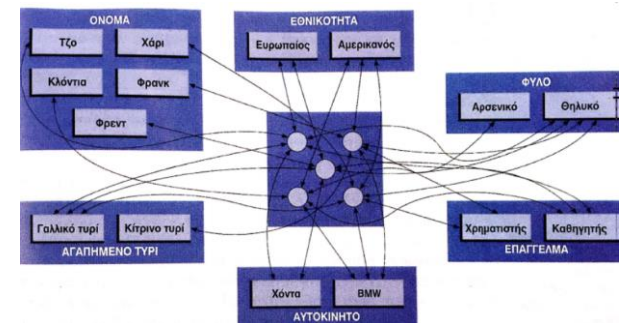 ΟΝΟΜΑ
Τζο
Χάρι
Κλόντια
Φρανκ
Φρεντ
ΕΘΝΙΚΟΤΗΤΑ
Ευρωπαίος
Αμερικανός
ΦΥΛΟ
Αρσενικό
Θηλυκό
Γαλλικό τυρί
Κίτρινο τυρί
ΑΓΑΠΗΜΕΝΟ ΤΥΡΙ
Χόντα
BMW
ΑΥΤΟΚΙΝΗΤΟ
Χρηματιστής
Καθηγητής
ΕΠΑΓΓΕΛΜΑ